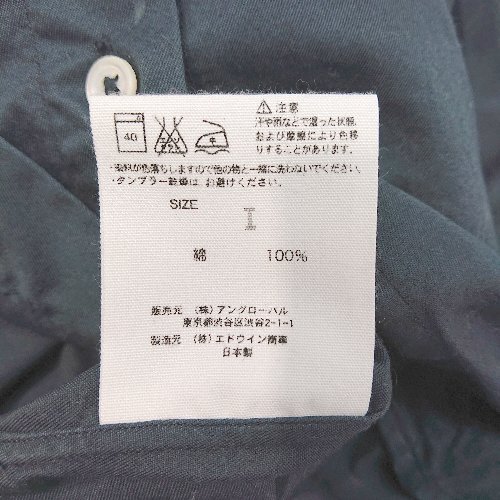 40
注意
汗や雨などで湿った状態、
および摩擦により色移
りすることがあります。
・染料が色落ちしますので他の物と一緒に洗わないでください。
・タンブラー乾燥は お避けください。
SIZE I
綿 100%
販売元 (株) アングローバル
東京都渋谷区渋谷2-1-1
製造元 (株) エドウイン商事
日本製